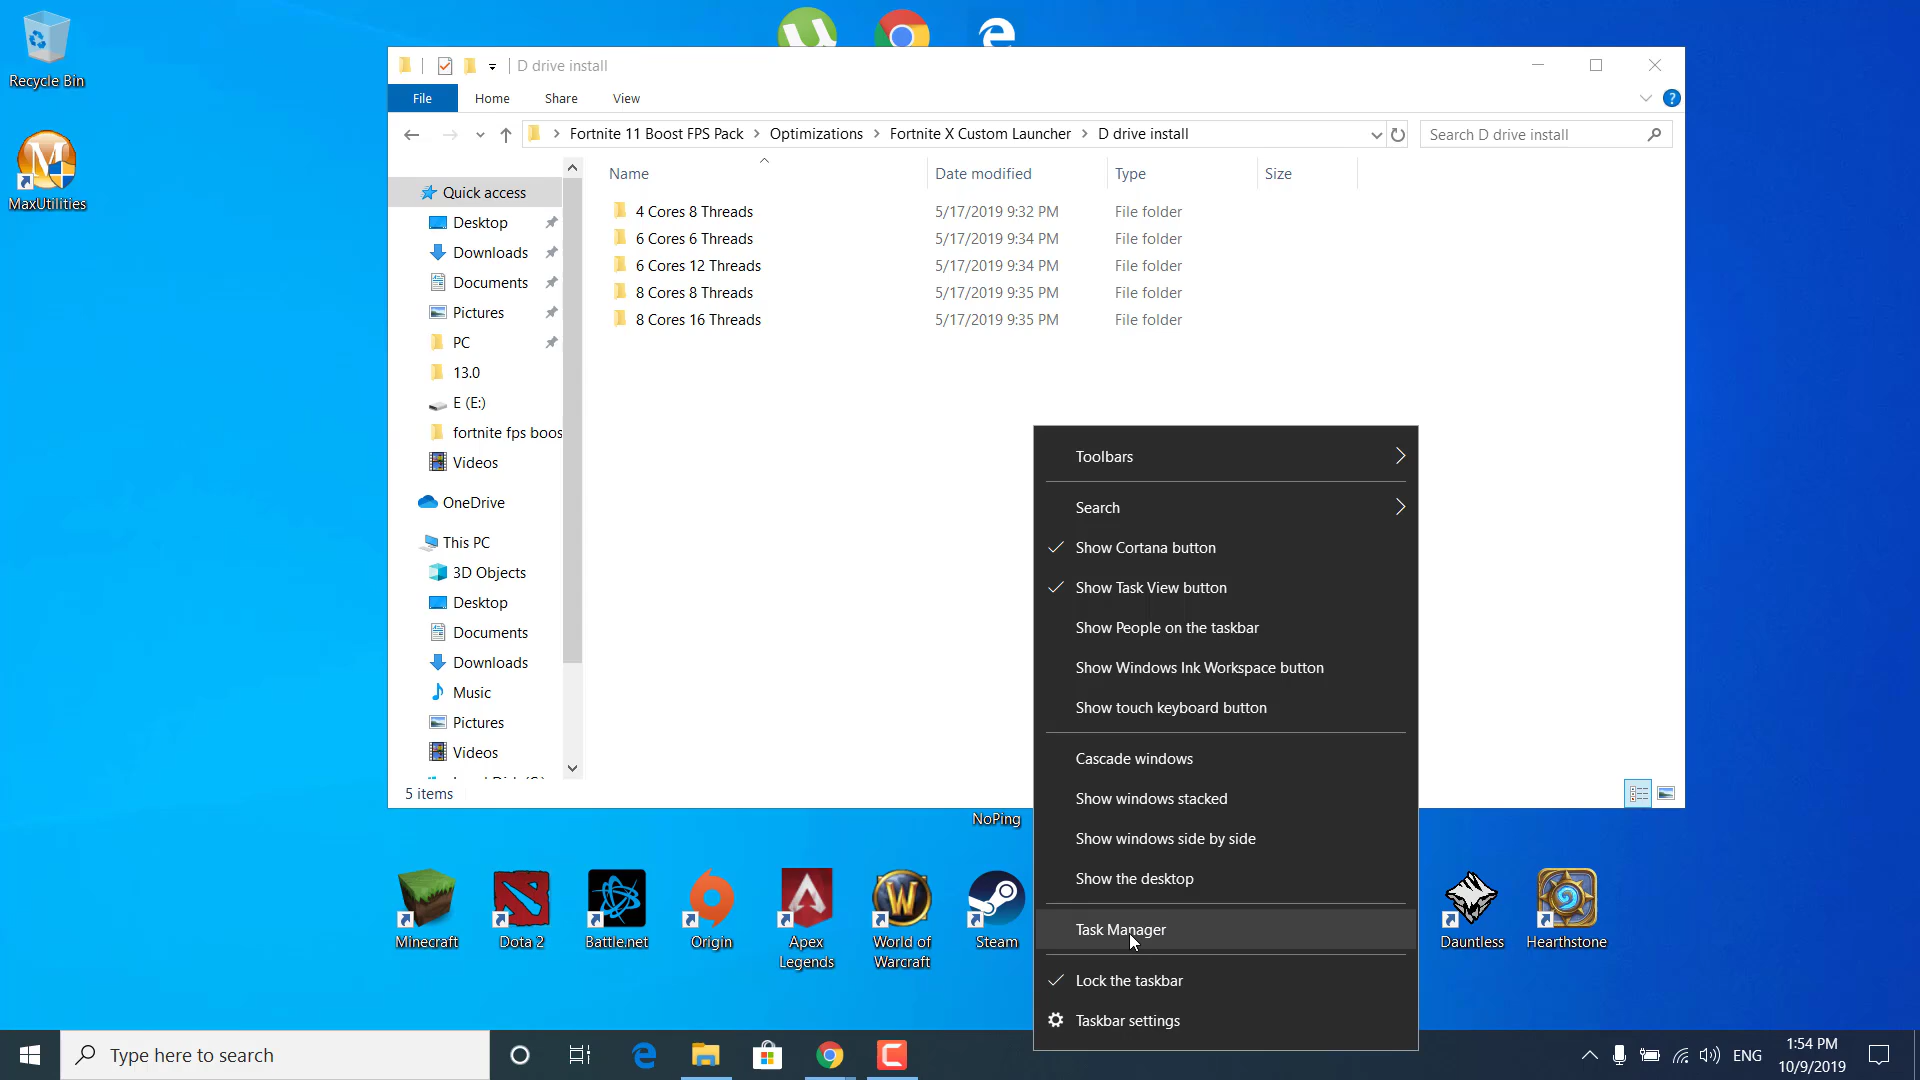 Recycle Bin
MaxUtilities
D drive install
File
Home
Share
View
Fortnite 11 Boost FPS Pack
Optimizations
Fortnite X Custom Launcher
D drive install
Search D drive install
Name
Date modified
Type
Size
4 Cores 8 Threads 5/17/2019 9:32 PM File folder
6 Cores 6 Threads 5/17/2019 9:34 PM File folder
6 Cores 12 Threads 5/17/2019 9:34 PM File folder
8 Cores 8 Threads 5/17/2019 9:35 PM File folder
8 Cores 16 Threads 5/17/2019 9:35 PM File folder
Quick access
Desktop
Downloads
Documents
Pictures
PC
13.0
E (E:)
fortnite fps boos
Videos
OneDrive
This PC
3D Objects
Desktop
Documents
Downloads
Music
Pictures
Videos
5 items
Toolbars
Search
Show Cortana button
Show Task View button
Show People on the taskbar
Show Windows Ink Workspace button
Show touch keyboard button
Cascade windows
Show windows stacked
Show windows side by side
Show the desktop
Task Manager
Lock the taskbar
Taskbar settings
NoPing
Minecraft
Dota 2
Battle.net
Origin
Apex
Legends
World of
Warcraft
Steam
Dauntless
Hearthstone
Type here to search
ENG
1:54 PM
10/9/2019